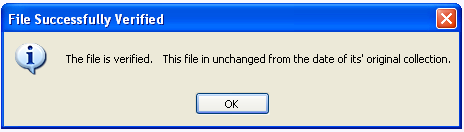 File Successfully Verified
The file is verified.   This file in unchanged from the date of its' original collection.
OK